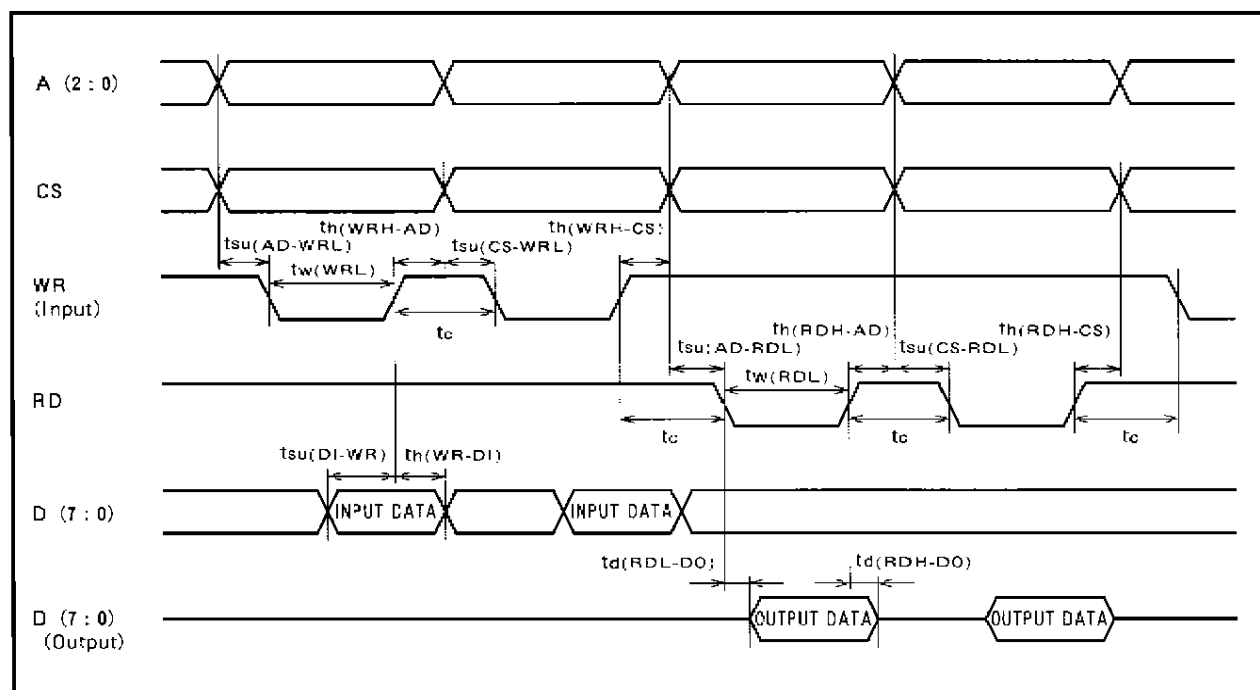 A (2:0)
CS
th(WRH-AD)
th(WRH-CS)
tsu(AD-WRL)
tsu(CS-WRL)
tw(WRL)
WR
(Input)
tc
th(RDH-AD)
th(RDH-CS)
tsu(AD-RDL)
tsu(CS-RDL)
tw(RDL)
RD
tc
tc
tc
tsu(DI-WR)
th(WR-DI)
D (7:0)
INPUT DATA
INPUT DATA
td(RDL-DO)
td(RDH-DO)
D (7:0)
(Output)
OUTPUT DATA
OUTPUT DATA